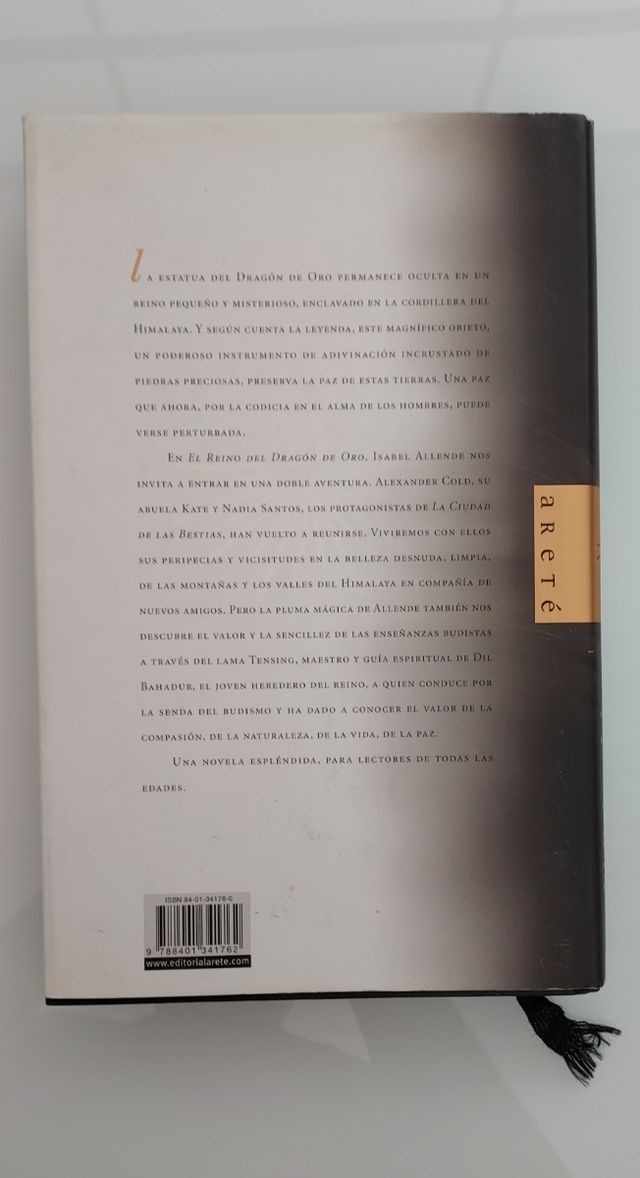 la estatua del Dragón de Oro permanece oculta en un
reino pequeño y misterioso, enclavado en la cordillera del
Himalaya. Y según cuenta la leyenda, este magnífico objeto,
un poderoso instrumento de adivinación incrustado de
piedras preciosas, preserva la paz de estas tierras. Una paz
que ahora, por la codicia en el alma de los hombres, puede
verse perturbada.
En El Reino del Dragón de Oro, Isabel Allende nos
invita a entrar en una doble aventura. Alexander Cold, su
abuela Kate y Nadia Santos, los protagonistas de La Ciudad
de las Bestias, han vuelto a reunirse. Viviremos con ellos
sus peripecias y vicisitudes en la belleza desnuda, limpia,
de las montañas y los valles del Himalaya en compañía de
nuevos amigos. Pero la pluma mágica de Allende también nos
descubre el valor y la sencillez de las enseñanzas budistas
a través del lama Tensing, maestro y guía espiritual de Dil
Bahadur, el joven heredero del reino, a quien conduce por
la senda del budismo y ha dado a conocer el valor de la
compasión, de la naturaleza, de la vida, de la paz.
Una novela espléndida, para lectores de todas las
edades.
aReTé
ISBN 84-01-34176-0
9 788401 341762
www.editorialarete.com